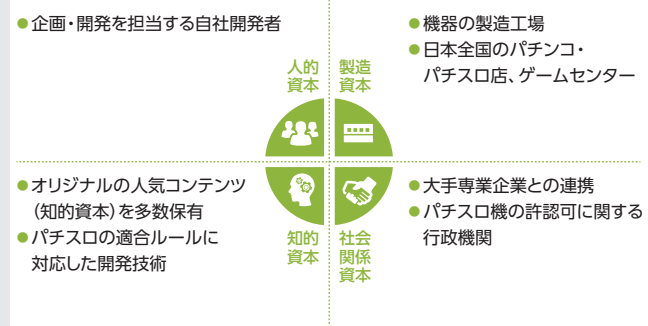 ●企画・開発を担当する自社開発者
人的
資本
製造
資本
●機器の製造工場
●日本全国のパチンコ・
パチスロ店、ゲームセンター
●オリジナルの人気コンテンツ
（知的資本）を多数保有
●パチスロの適合ルールに
対応した開発技術
知的
資本
社会
関係
資本
●大手専業企業との連携
●パチスロ機の許認可に関する
行政機関